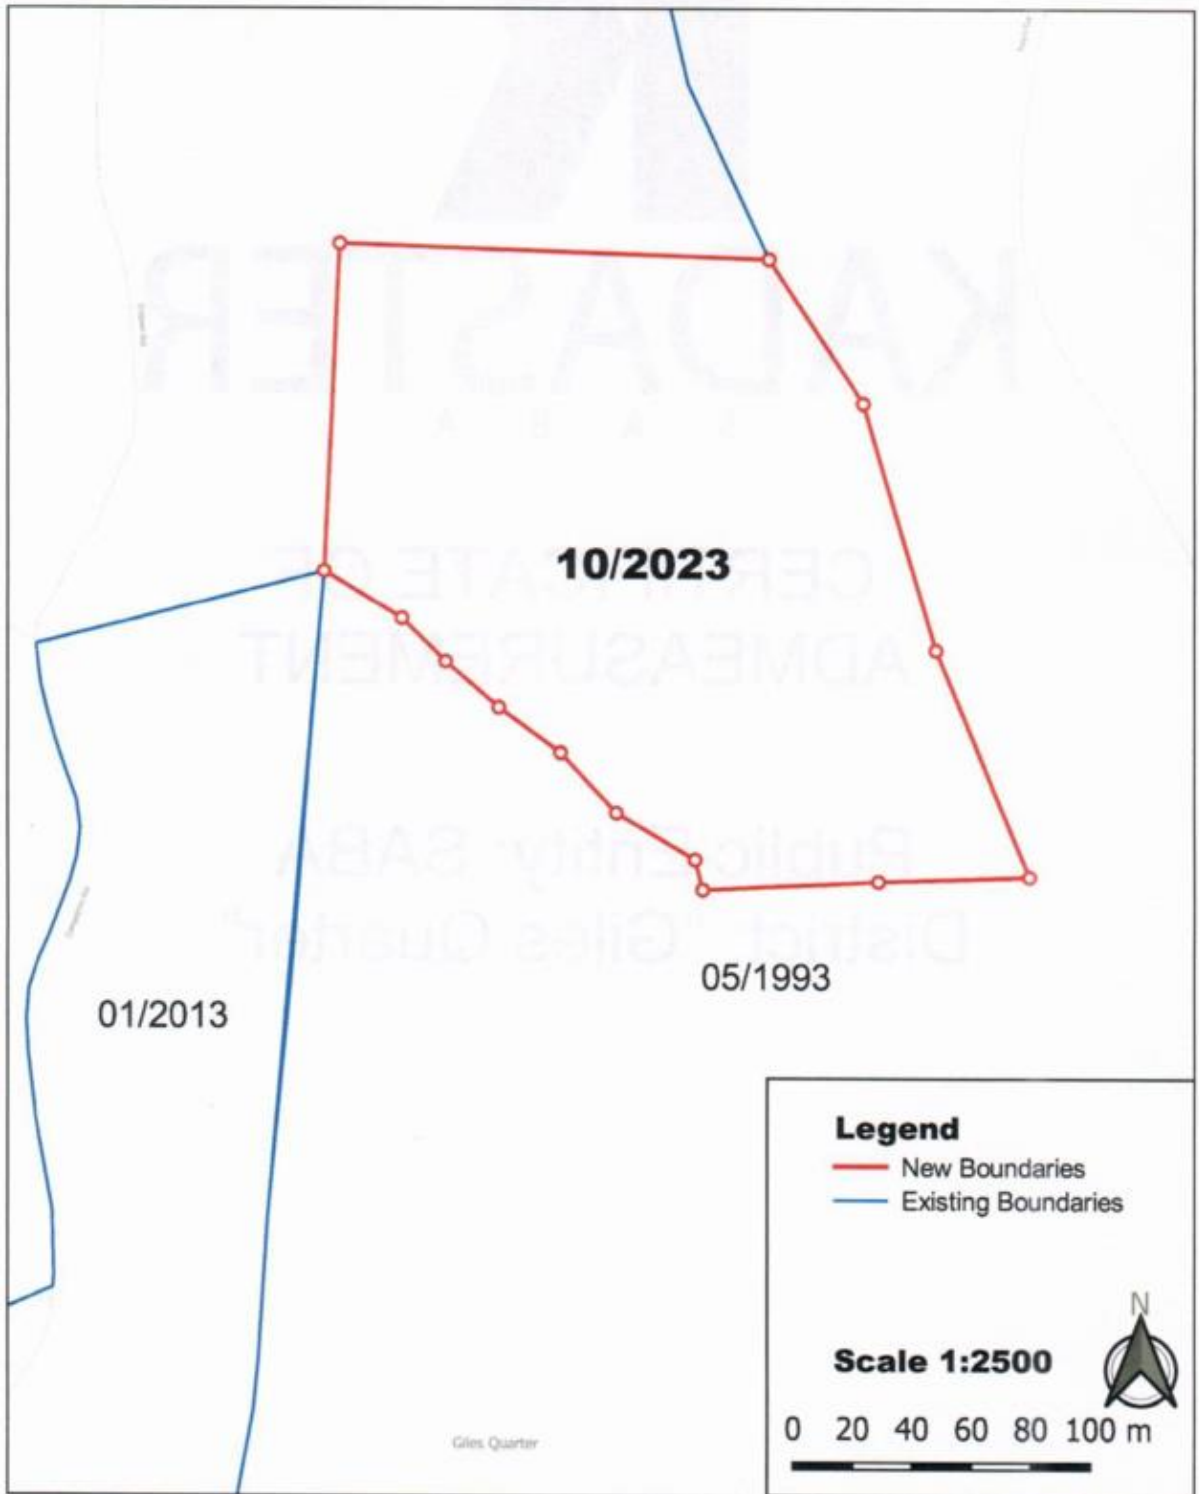 KADASTER
S A B A
10/2023
CERTIFICATE OF
ADMEASUREMENT
Public Entity: SABA
District: "Giles Quarter"
05/1993
01/2013
Legend
New Boundaries
Existing Boundaries
N
Scale 1:2500
0 20 40 60 80 100 m
Giles Quarter